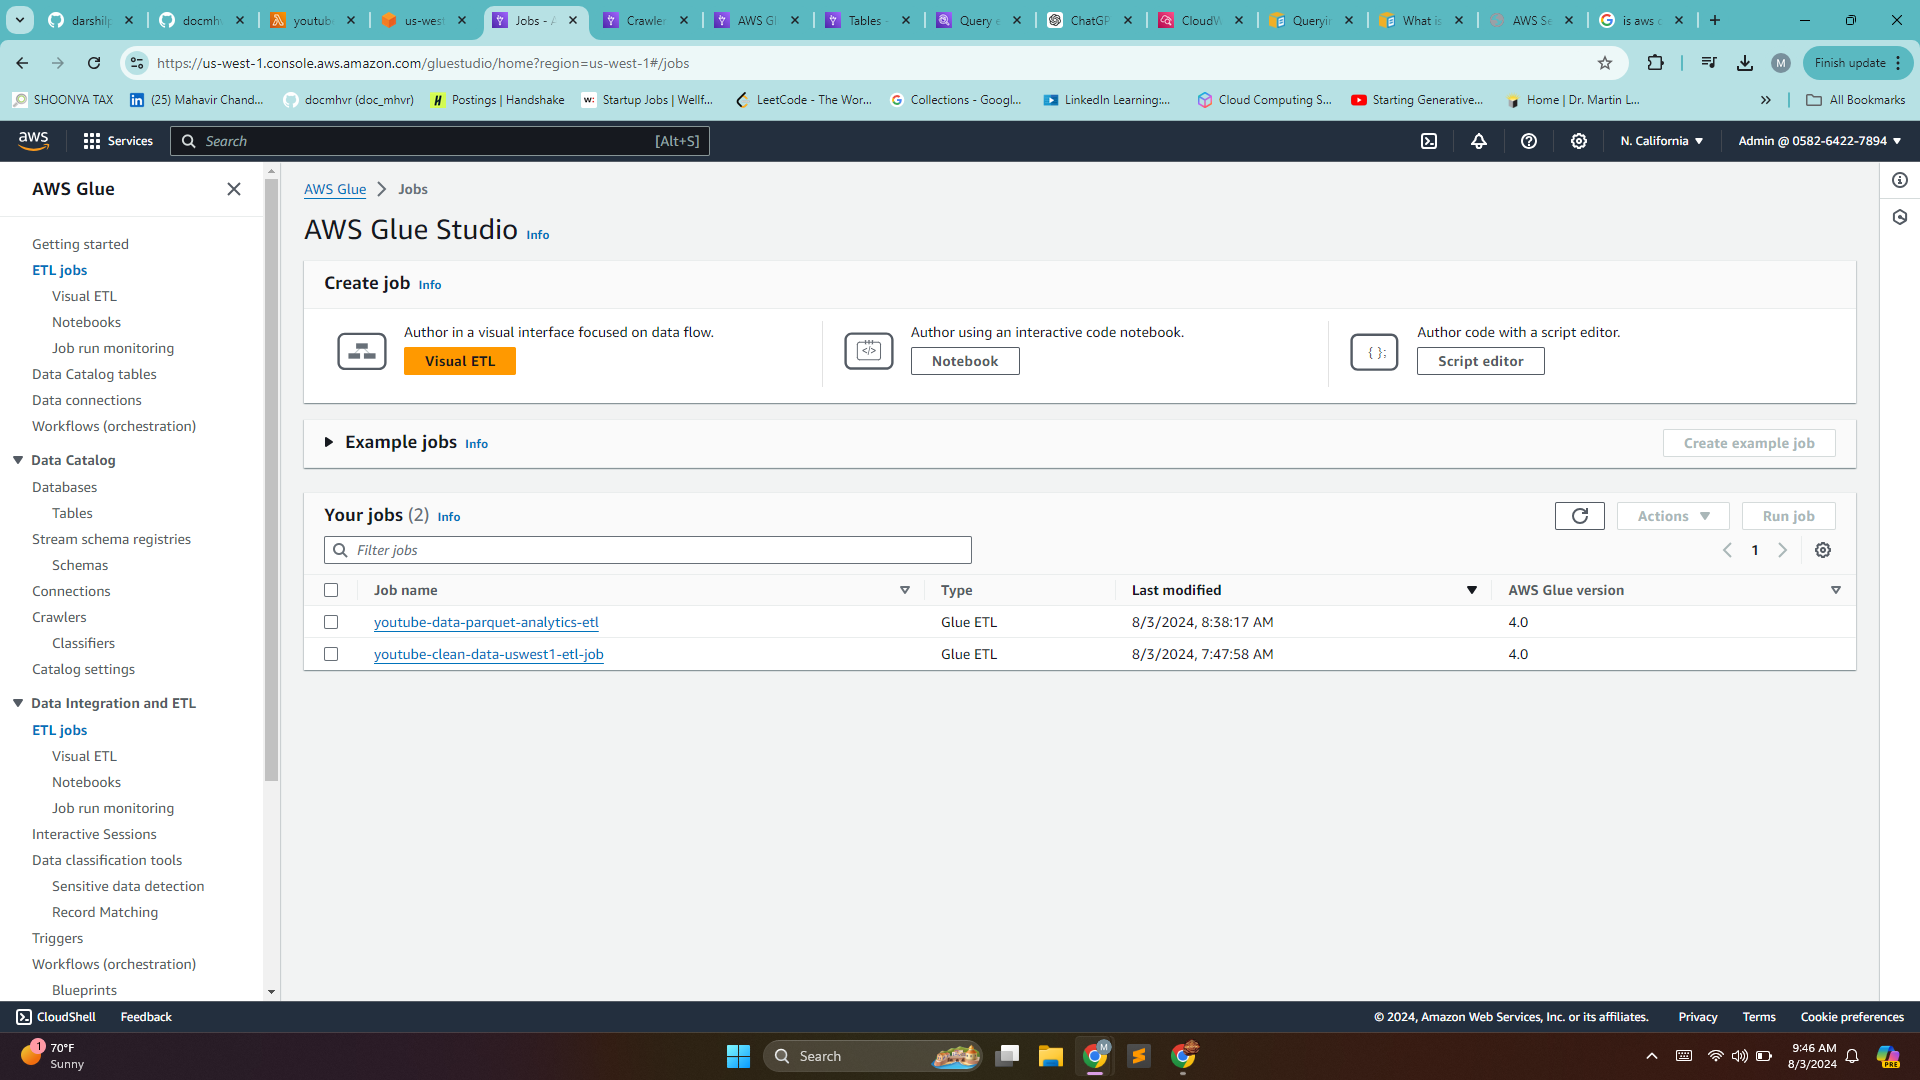 darshilp
docmhv
youtube
us-west
Jobs - A
Crawler
AWS Gl
Tables -
Query e
ChatGP
CloudW
Queryin
What is
AWS Se
is aws c
https://us-west-1.console.aws.amazon.com/gluestudio/home?region=us-west-1#/jobs
M
Finish update
SHOONYA TAX
(25) Mahavir Chand...
docmhvr (doc_mhvr)
Postings | Handshake
Startup Jobs | Wellf...
LeetCode - The Wor...
Collections - Googl...
LinkedIn Learning:...
Cloud Computing S...
Starting Generative...
Home | Dr. Martin L...
All Bookmarks
aws
Services
Search
[Alt+S]
N. California
Admin @ 0582-6422-7894
AWS Glue
Getting started
ETL jobs
Visual ETL
Notebooks
Job run monitoring
Data Catalog tables
Data connections
Workflows (orchestration)
Data Catalog
Databases
Tables
Stream schema registries
Schemas
Connections
Crawlers
Classifiers
Catalog settings
Data Integration and ETL
ETL jobs
Visual ETL
Notebooks
Job run monitoring
Interactive Sessions
Data classification tools
Sensitive data detection
Record Matching
Triggers
Workflows (orchestration)
Blueprints
AWS Glue > Jobs
AWS Glue Studio Info
Create job Info
Author in a visual interface focused on data flow.
Visual ETL
Author using an interactive code notebook.
Notebook
Author code with a script editor.
Script editor
Example jobs Info
Create example job
Your jobs (2) Info
Actions
Run job
Filter jobs
1
Job name Type Last modified AWS Glue version
youtube-data-parquet-analytics-etl Glue ETL 8/3/2024, 8:38:17 AM 4.0
youtube-clean-data-uswest1-etl-job Glue ETL 8/3/2024, 7:47:58 AM 4.0
CloudShell
Feedback
© 2024, Amazon Web Services, Inc. or its affiliates.
Privacy
Terms
Cookie preferences
1
70°F
Sunny
Search
M
9:46 AM
8/3/2024
PRE